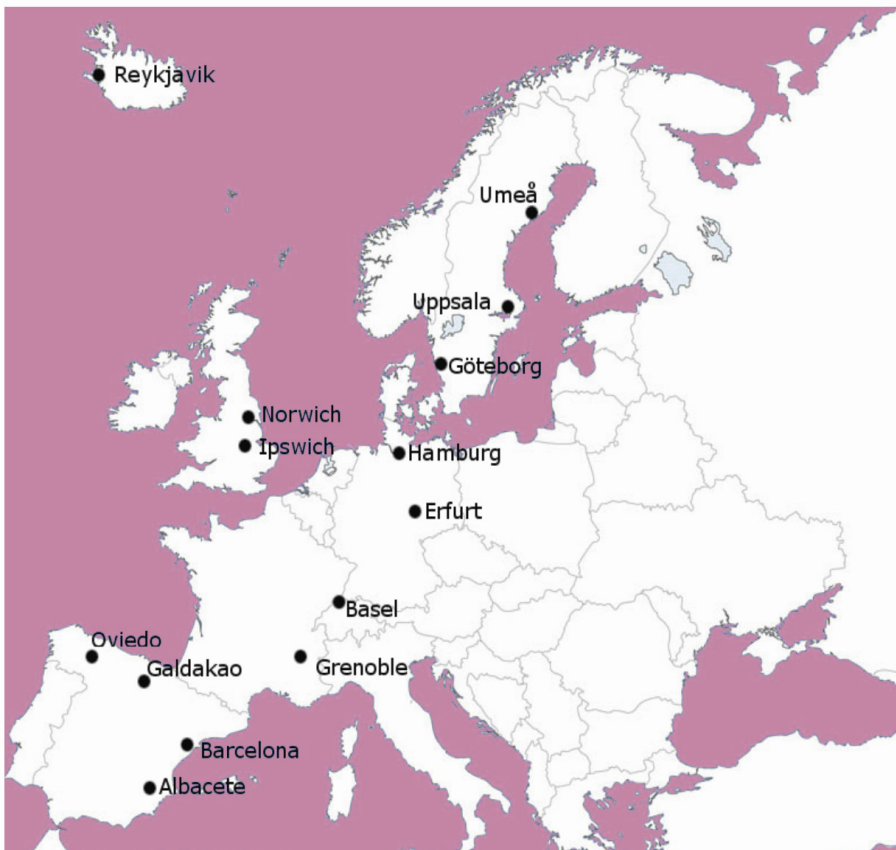 Reykjavik
Umeå
Uppsala
Göteborg
Norwich
Ipswich
Hamburg
Erfurt
Basel
Oviedo
Galdakao
Grenoble
Barcelona
Albacete